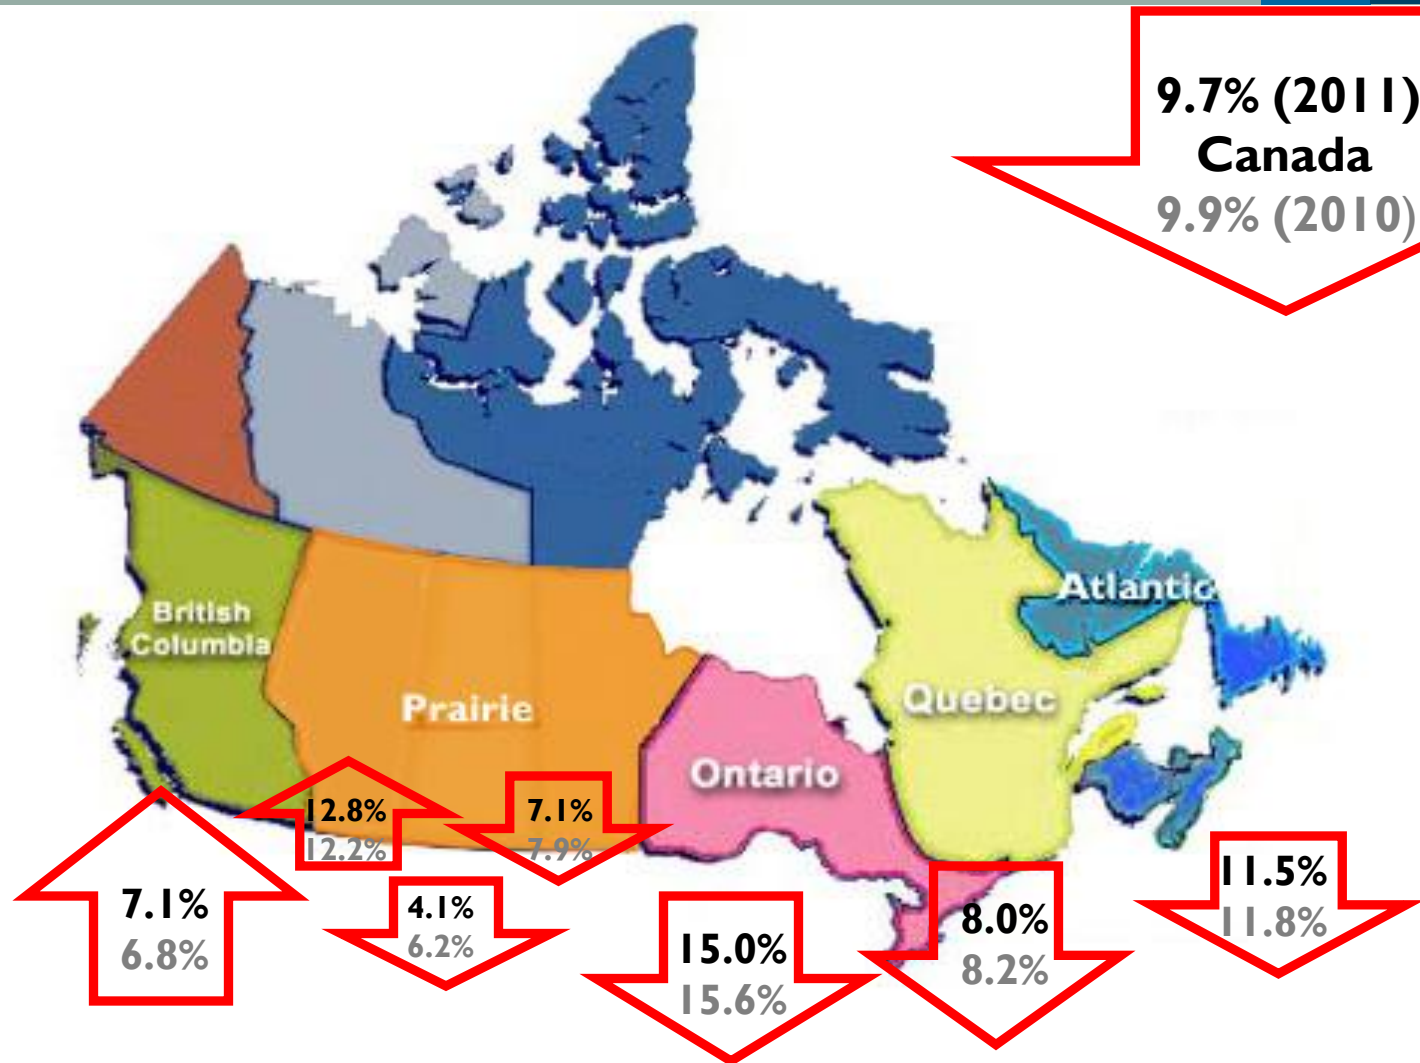 9.7% (2011)
Canada
9.9% (2010)
Atlantic
British
Columbia
Prairie
Quebec
Ontario
12.8%
12.2%
7.1%
7.9%
7.1%
6.8%
4.1%
6.2%
15.0%
15.6%
8.0%
8.2%
11.5%
11.8%